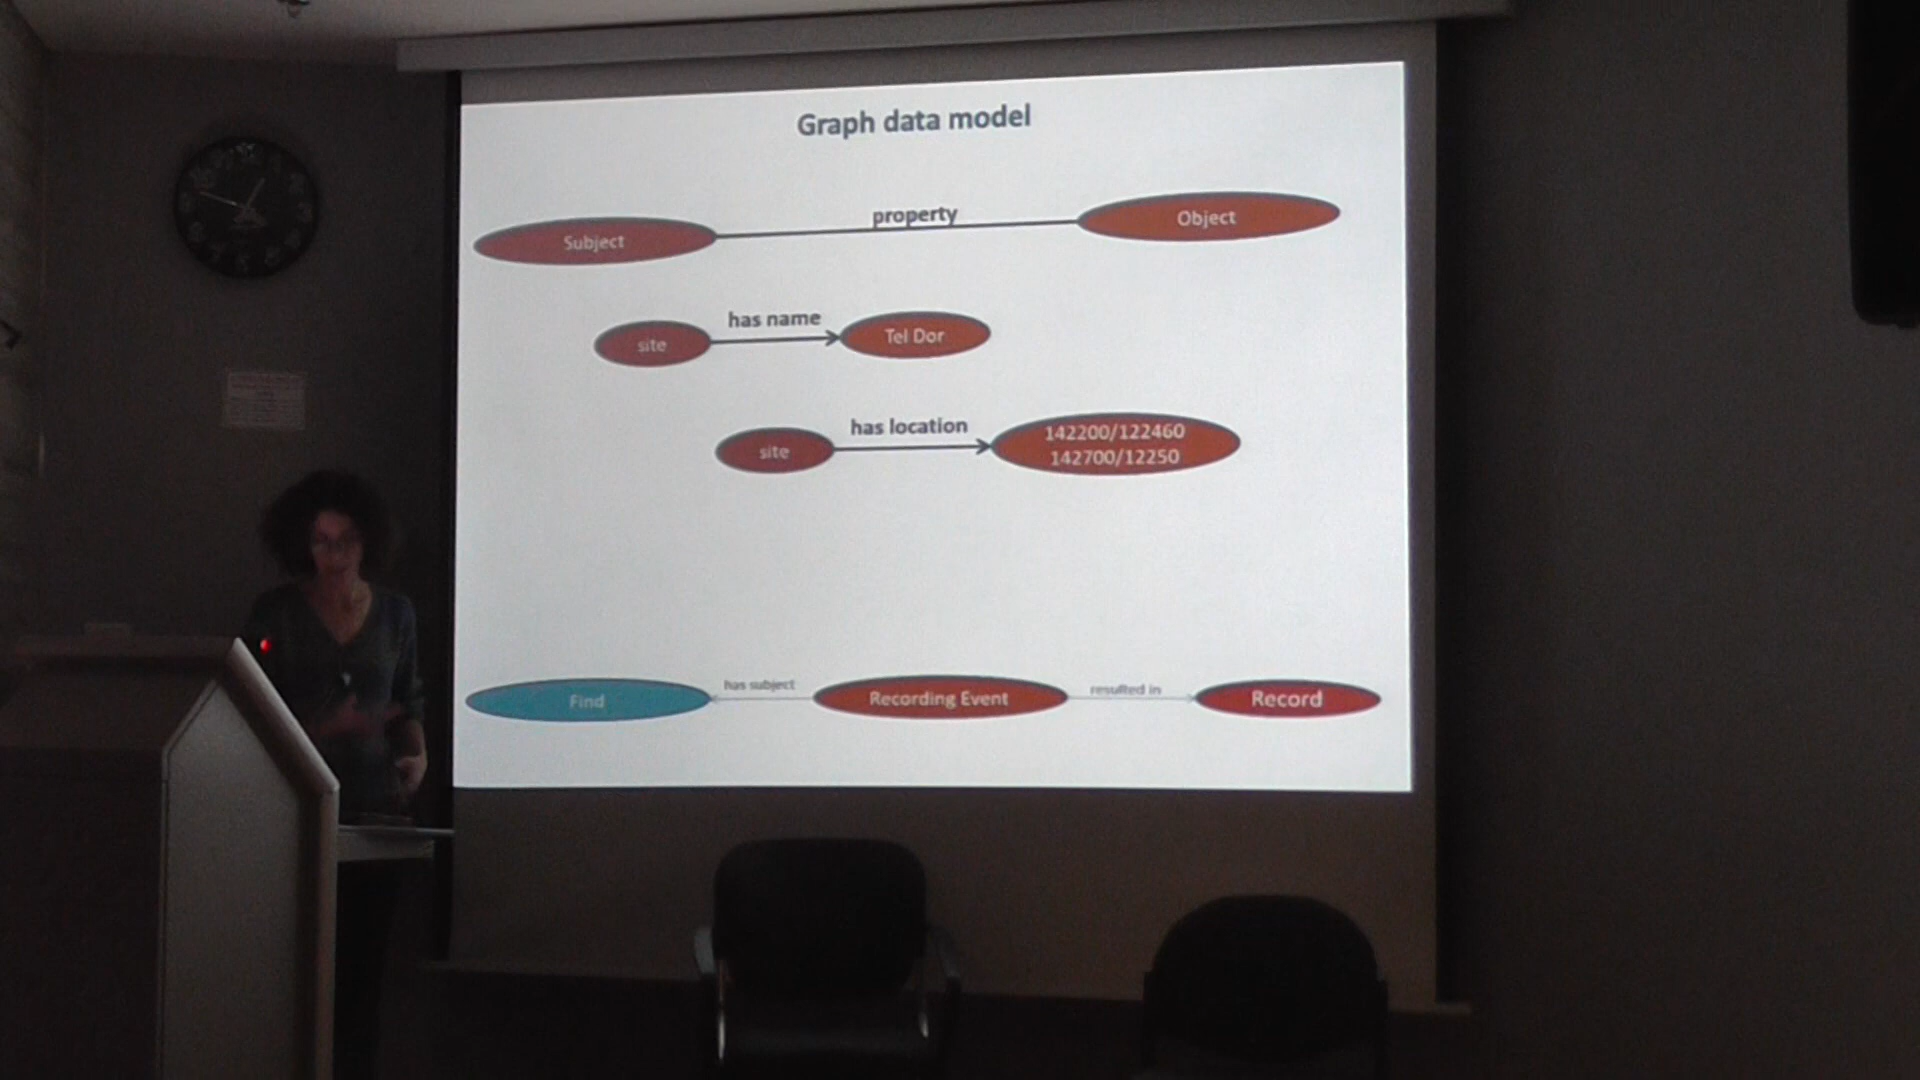 Graph data model
property
Subject
Object
has name
site
Tel Dor
has location
site
142200/122460
142700/12250
has subject
resulted in
Find
Recording Event
Record